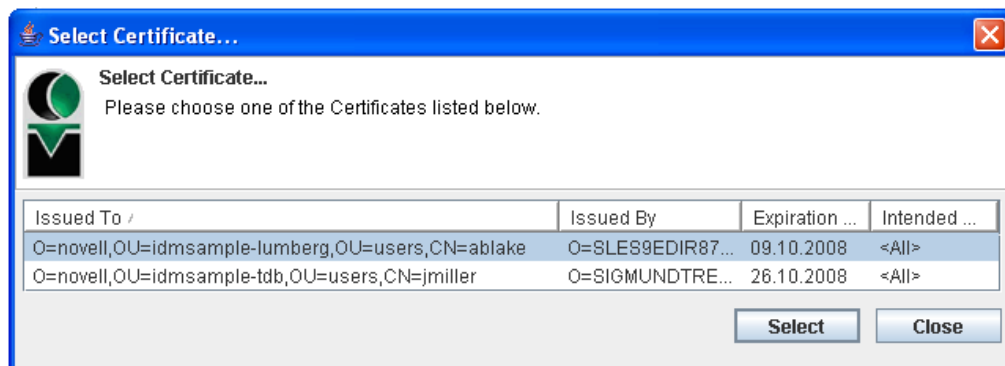 Select Certificate...
Select Certificate...
Please choose one of the Certificates listed below.
Issued To Issued By Expiration ... Intended ...
O=novell,OU=idmsample-lumberg,OU=users,CN=ablake O=SLES9EDIR87... 09.10.2008 <All>
O=novell,OU=idmsample-tdb,OU=users,CN=jmiller O=SIGMUNDTRE... 26.10.2008 <All>
Select Close